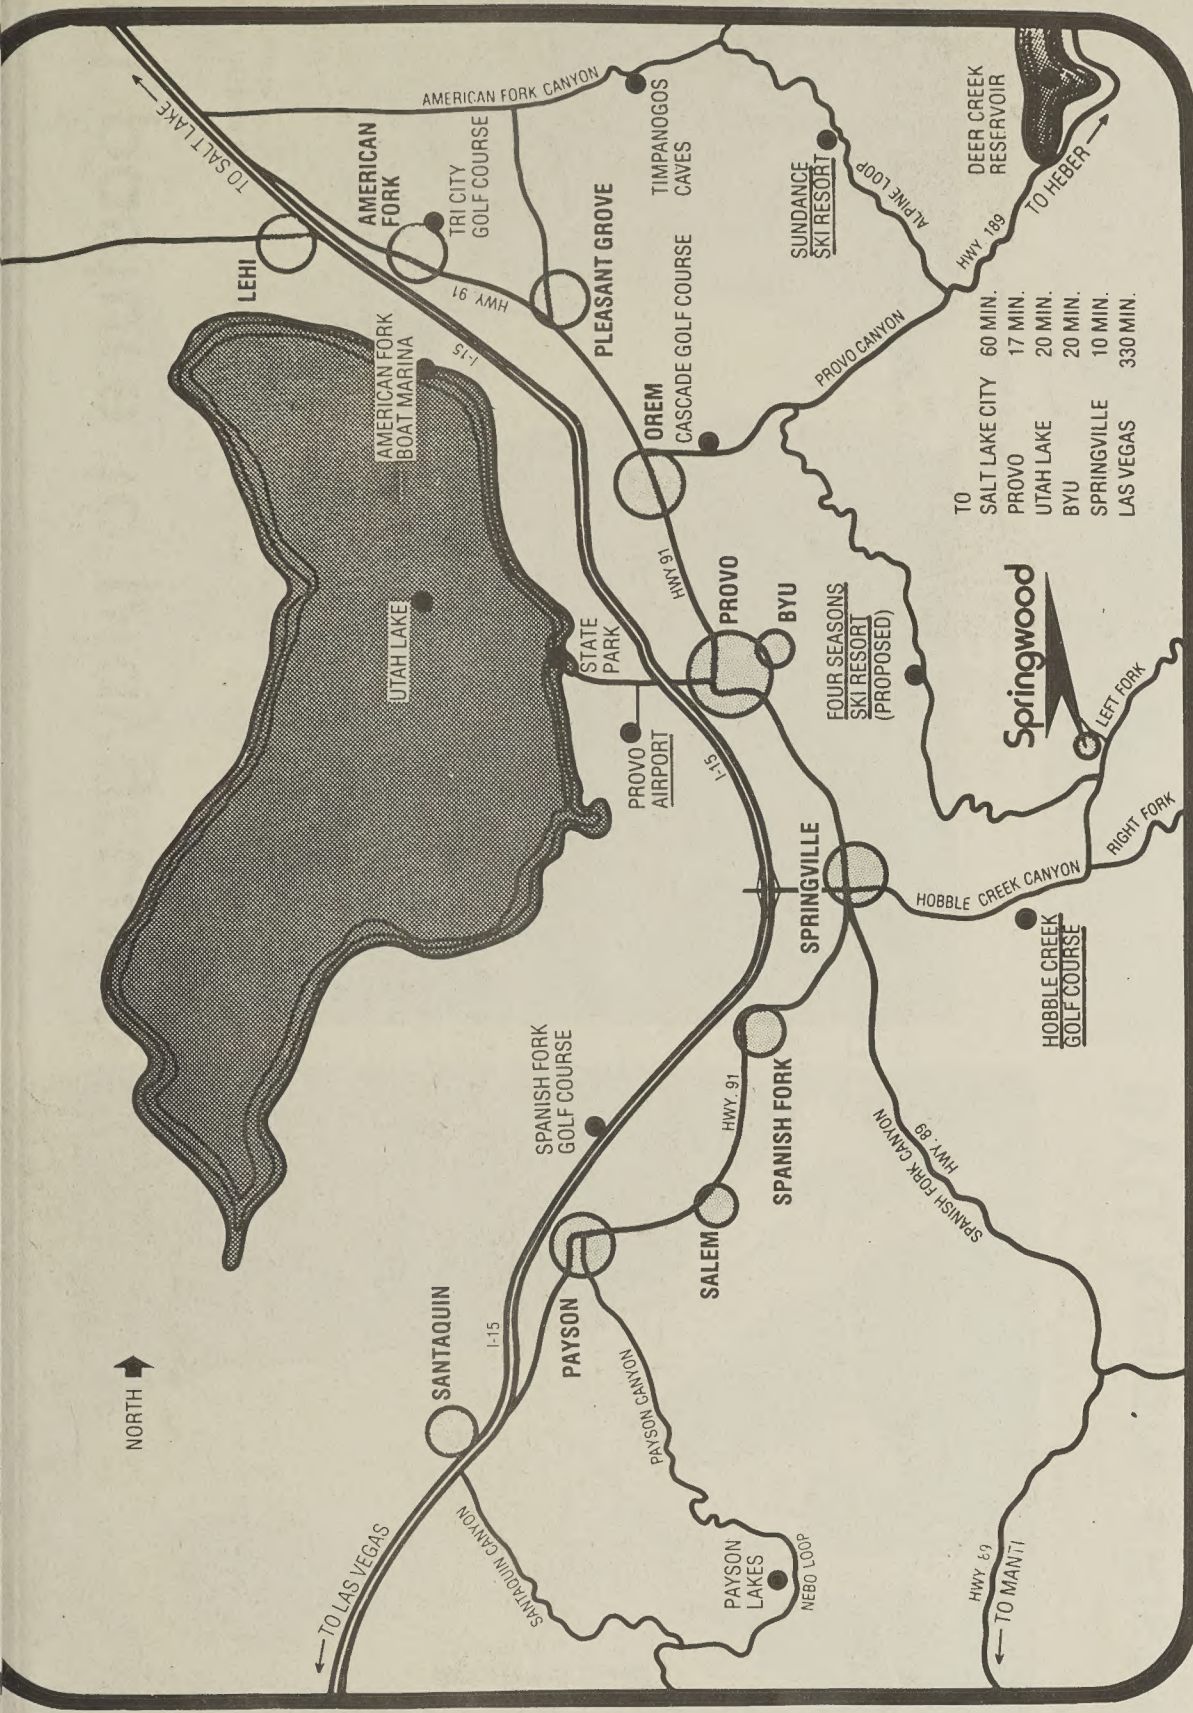 NORTH
← TO SALT LAKE
LEHI
AMERICAN
FORK
TRI CITY
GOLF COURSE
AMERICAN FORK CANYON
TIMPANOGOS
CAVES
HWY 91
PLEASANT GROVE
AMERICAN FORK
BOAT MARINA
I-15
UTAH LAKE
OREM
CASCADE GOLF COURSE
SUNDANCE
SKI RESORT
ALPINE LOOP
DEER CREEK
RESERVOIR
TO HEBER →
HWY. 189
PROVO CANYON
HWY 91
STATE
PARK
PROVO
AIRPORT
PROVO
BYU
FOUR SEASONS
SKI RESORT
(PROPOSED)
I-15
SPRINGVILLE
HOBBLE CREEK CANYON
HOBBLE CREEK
GOLF COURSE
LEFT FORK
RIGHT FORK
Springwood
TO
SALT LAKE CITY 60 MIN.
PROVO 17 MIN.
UTAH LAKE 20 MIN.
BYU 20 MIN.
SPRINGVILLE 10 MIN.
LAS VEGAS 330 MIN.
SPANISH FORK
GOLF COURSE
SPANISH FORK
HWY. 91
SALEM
SPANISH FORK CANYON
HWY. 89
PAYSON
I-15
SANTAQUIN
PAYSON CANYON
SANTAQUIN CANYON
PAYSON
LAKES
NEBO LOOP
← TO LAS VEGAS
HWY 89
← TO MANTI